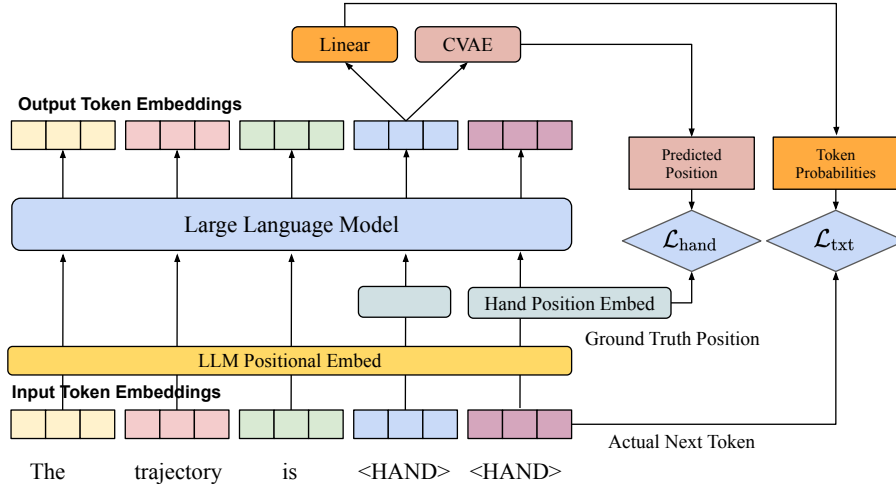 Linear
CVAE
Output Token Embeddings
Predicted
Position
Token
Probabilities
Large Language Model
ℒhand
ℒtxt
Hand Position Embed
Ground Truth Position
LLM Positional Embed
Input Token Embeddings
Actual Next Token
The trajectory is <HAND> <HAND>